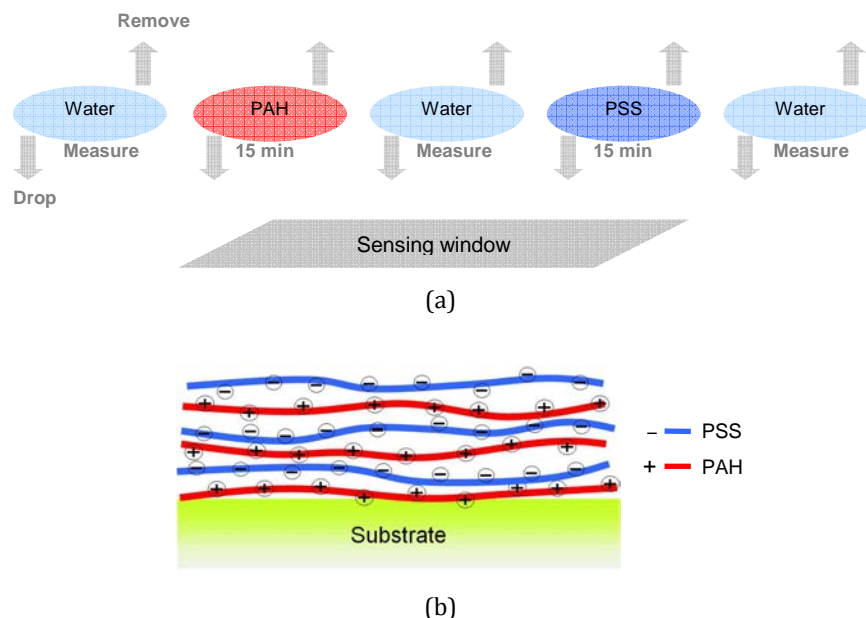 Remove
Water PAH Water PSS Water
Measure 15 min Measure 15 min Measure
Drop
Sensing window
(a)
− PSS
+ PAH
Substrate
(b)